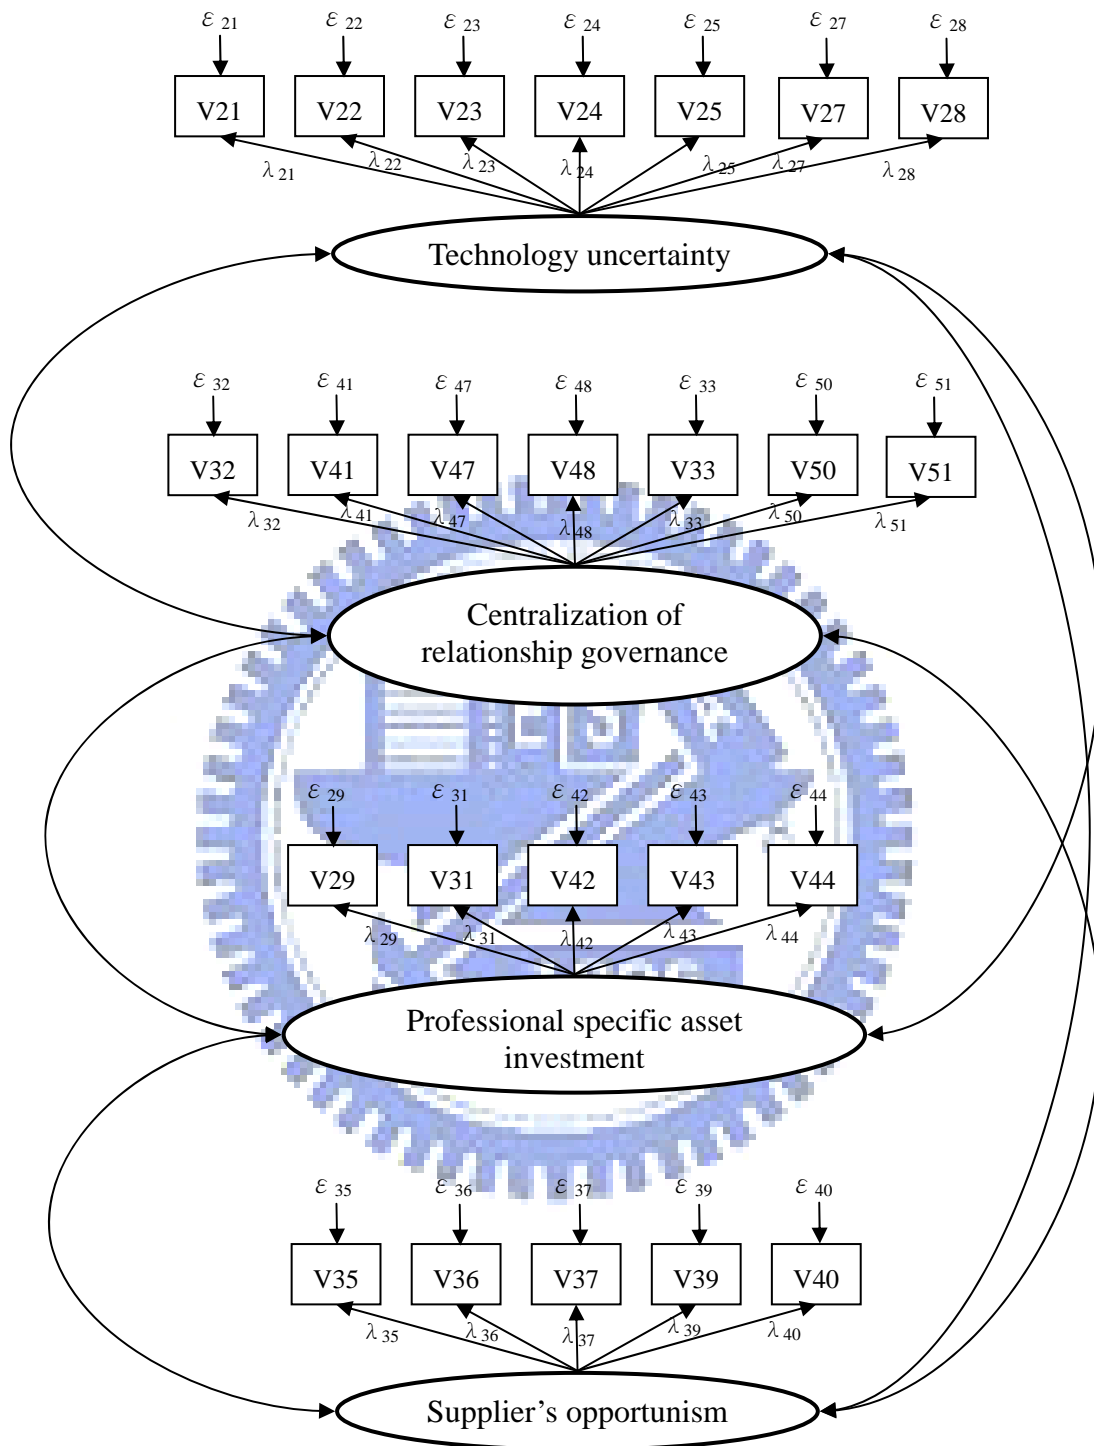 ε 21 ε 22 ε 23 ε 24 ε 25 ε 27 ε 28
V21 V22 V23 V24 V25 V27 V28
λ 21 λ 22 λ 23 λ 24 λ 25 λ 27 λ 28
Technology uncertainty
ε 32 ε 41 ε 47 ε 48 ε 33 ε 50 ε 51
V32 V41 V47 V48 V33 V50 V51
λ 32 λ 41 λ 47 λ 48 λ 33 λ 50 λ 51
Centralization of
relationship governance
ε 29 ε 31 ε 42 ε 43 ε 44
V29 V31 V42 V43 V44
λ 29 λ 31 λ 42 λ 43 λ 44
Professional specific asset
investment
ε 35 ε 36 ε 37 ε 39 ε 40
V35 V36 V37 V39 V40
λ 35 λ 36 λ 37 λ 39 λ 40
Supplier’s opportunism